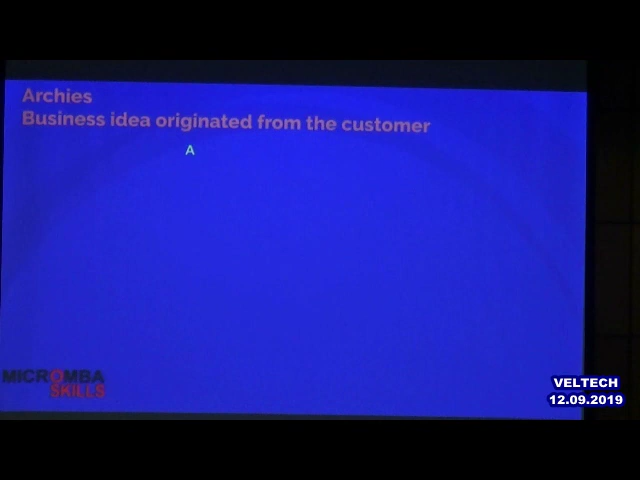 Archies
Business idea originated from the customer
A
MICROMBA
SKILLS
VELTECH
12.09.2019